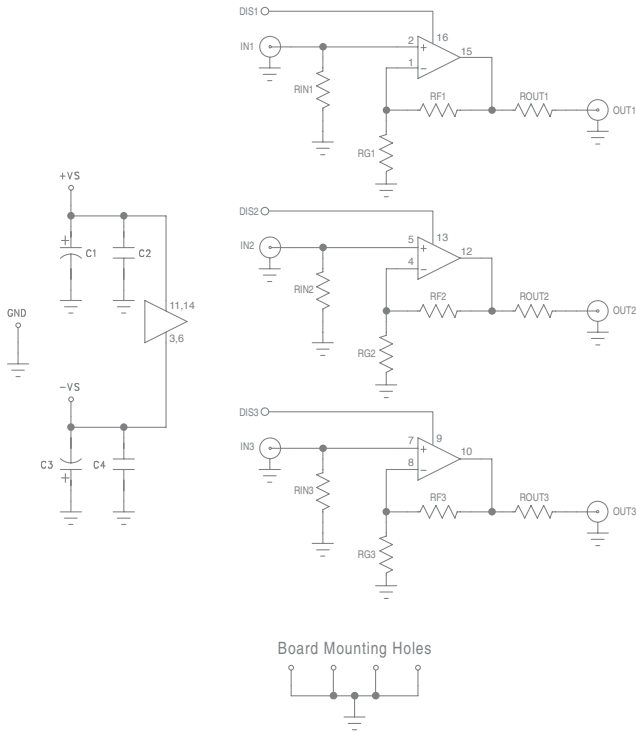 DIS1
16
IN1
2
+
15
1
−
RIN1
RF1
ROUT1
OUT1
RG1
+VS
+
C1
C2
DIS2
13
IN2
5
+
12
4
−
RIN2
RF2
ROUT2
OUT2
RG2
11,14
3,6
GND
−VS
C3
C4
+
DIS3
9
IN3
7
+
10
8
−
RIN3
RF3
ROUT3
OUT3
RG3
Board Mounting Holes